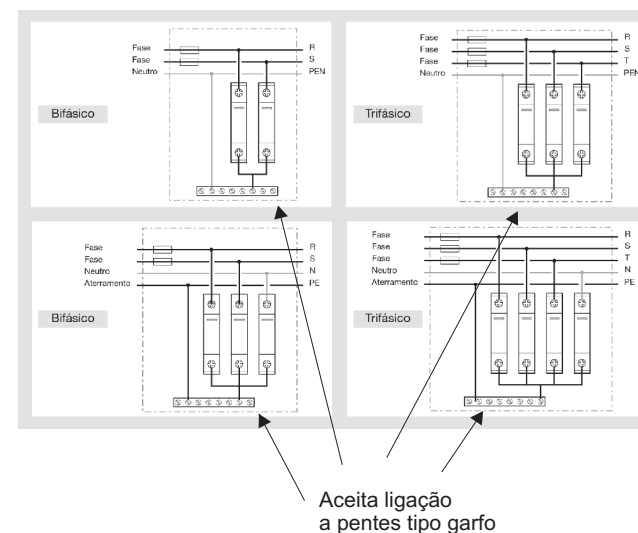 Fase R
Fase S
Neutro PEN
Bifásico
Fase R
Fase S
Fase T
Neutro PEN
Trifásico
Fase R
Fase S
Neutro N
Aterramento PE
Bifásico
Fase R
Fase S
Fase T
Neutro N
Aterramento PE
Trifásico
Aceita ligação
a pentes tipo garfo